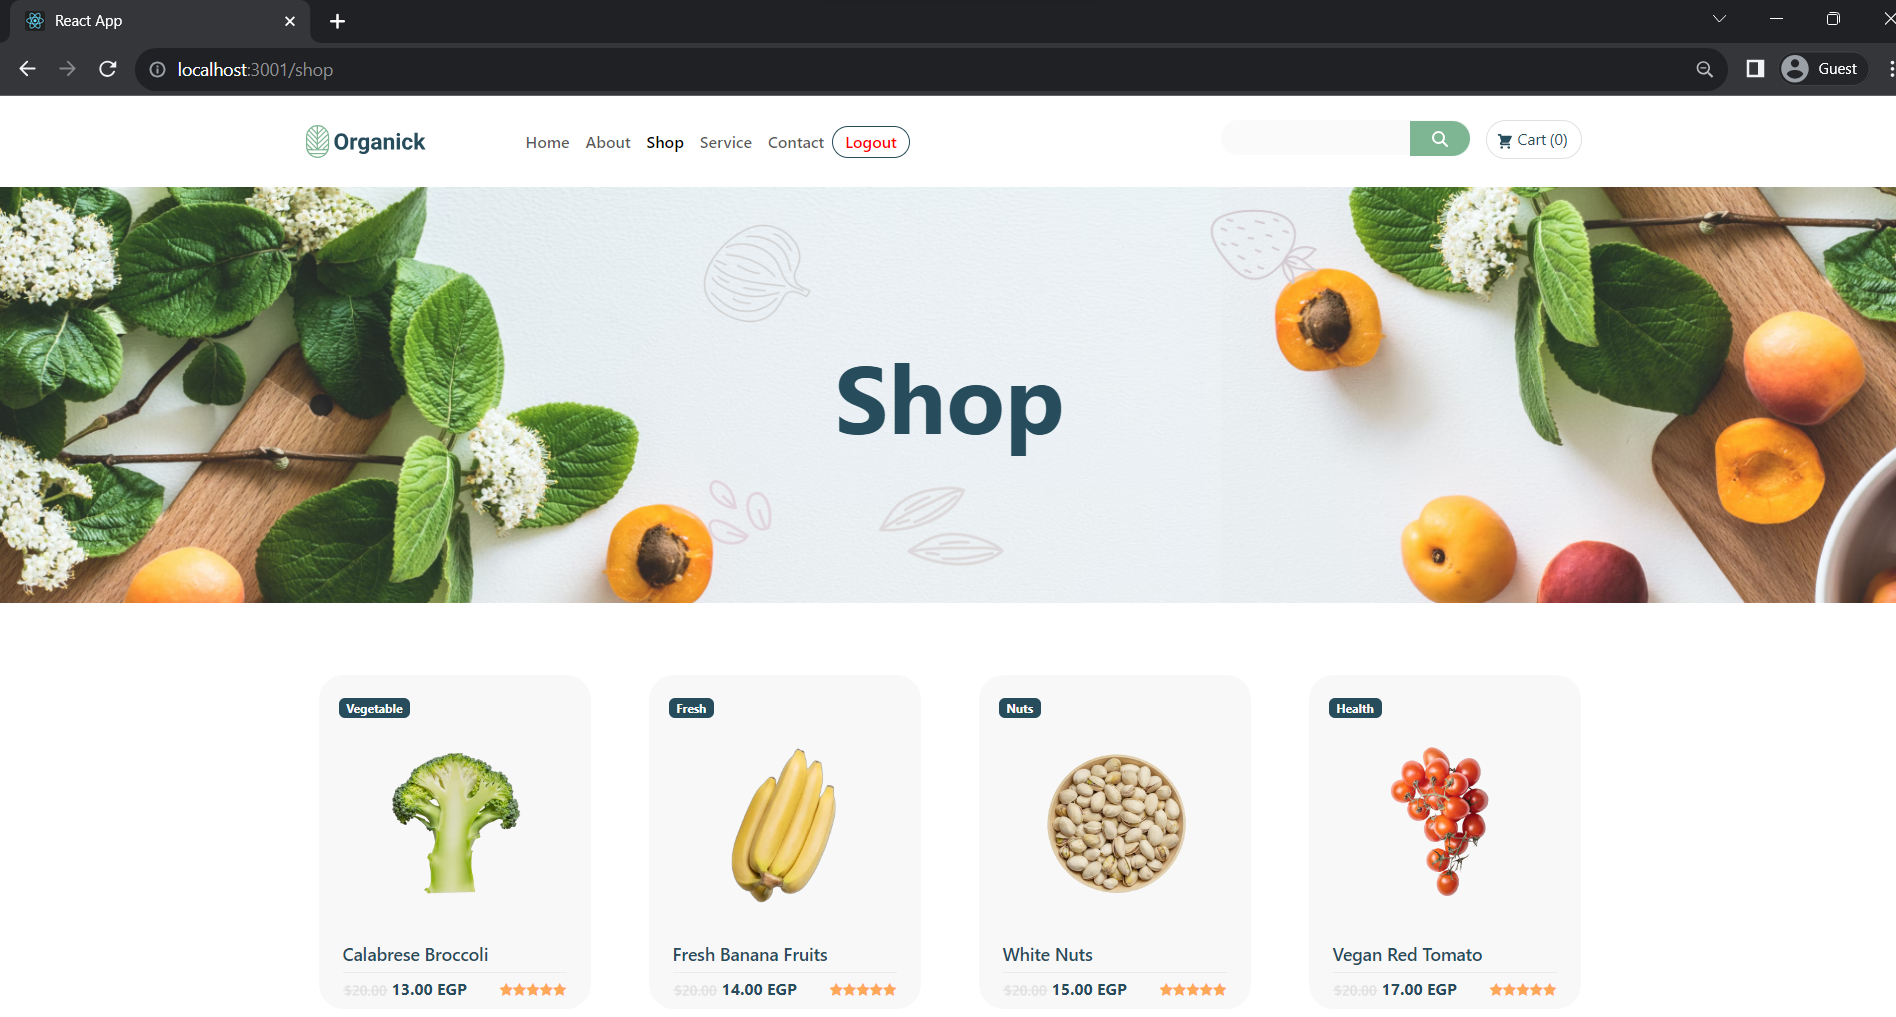 React App
localhost:3001/shop
Guest
Organick
Home About Shop Service Contact Logout
Cart (0)
Shop
Vegetable
Fresh
Nuts
Health
Calabrese Broccoli
$20.00 13.00 EGP
Fresh Banana Fruits
$20.00 14.00 EGP
White Nuts
$20.00 15.00 EGP
Vegan Red Tomato
$20.00 17.00 EGP